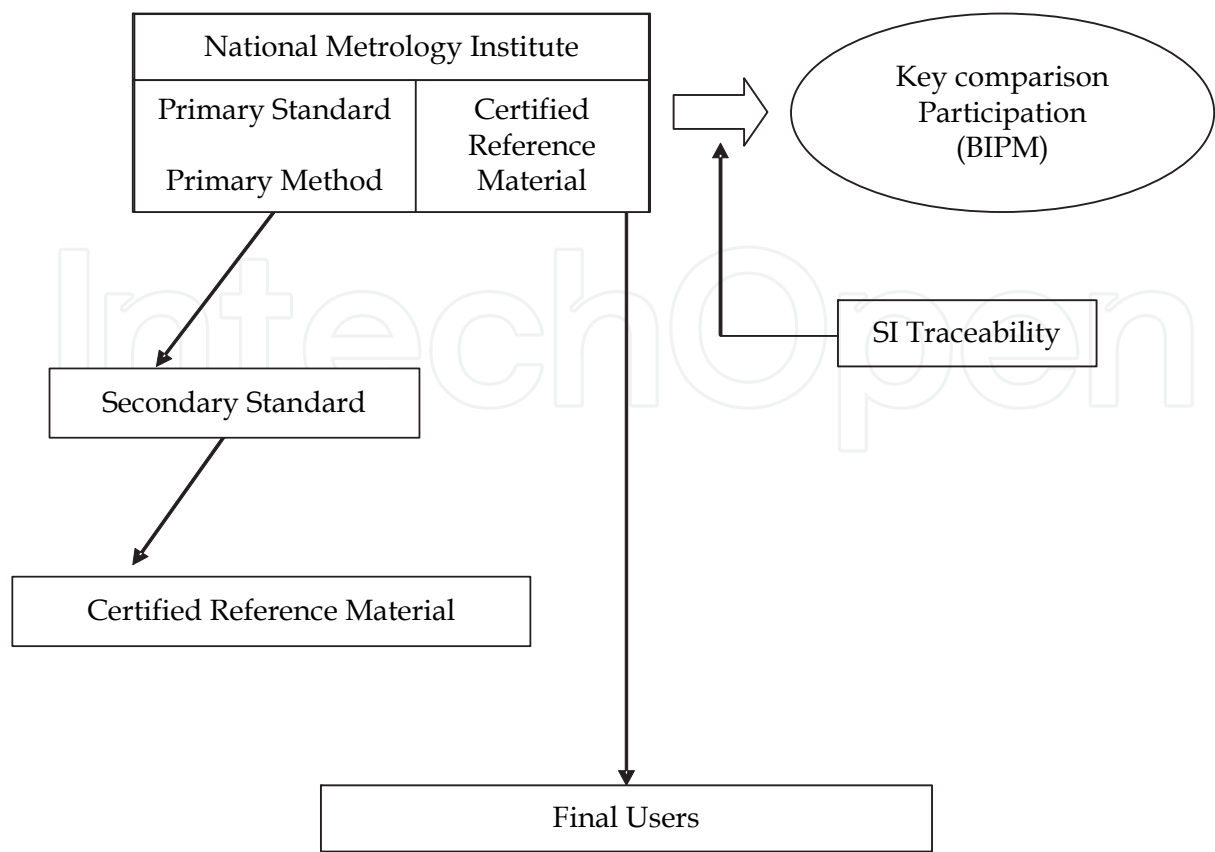 National Metrology Institute
Primary Standard
Primary Method
Certified
Reference
Material
Key comparison
Participation
(BIPM)
IntechOpen
SI Traceability
Secondary Standard
Certified Reference Material
Final Users